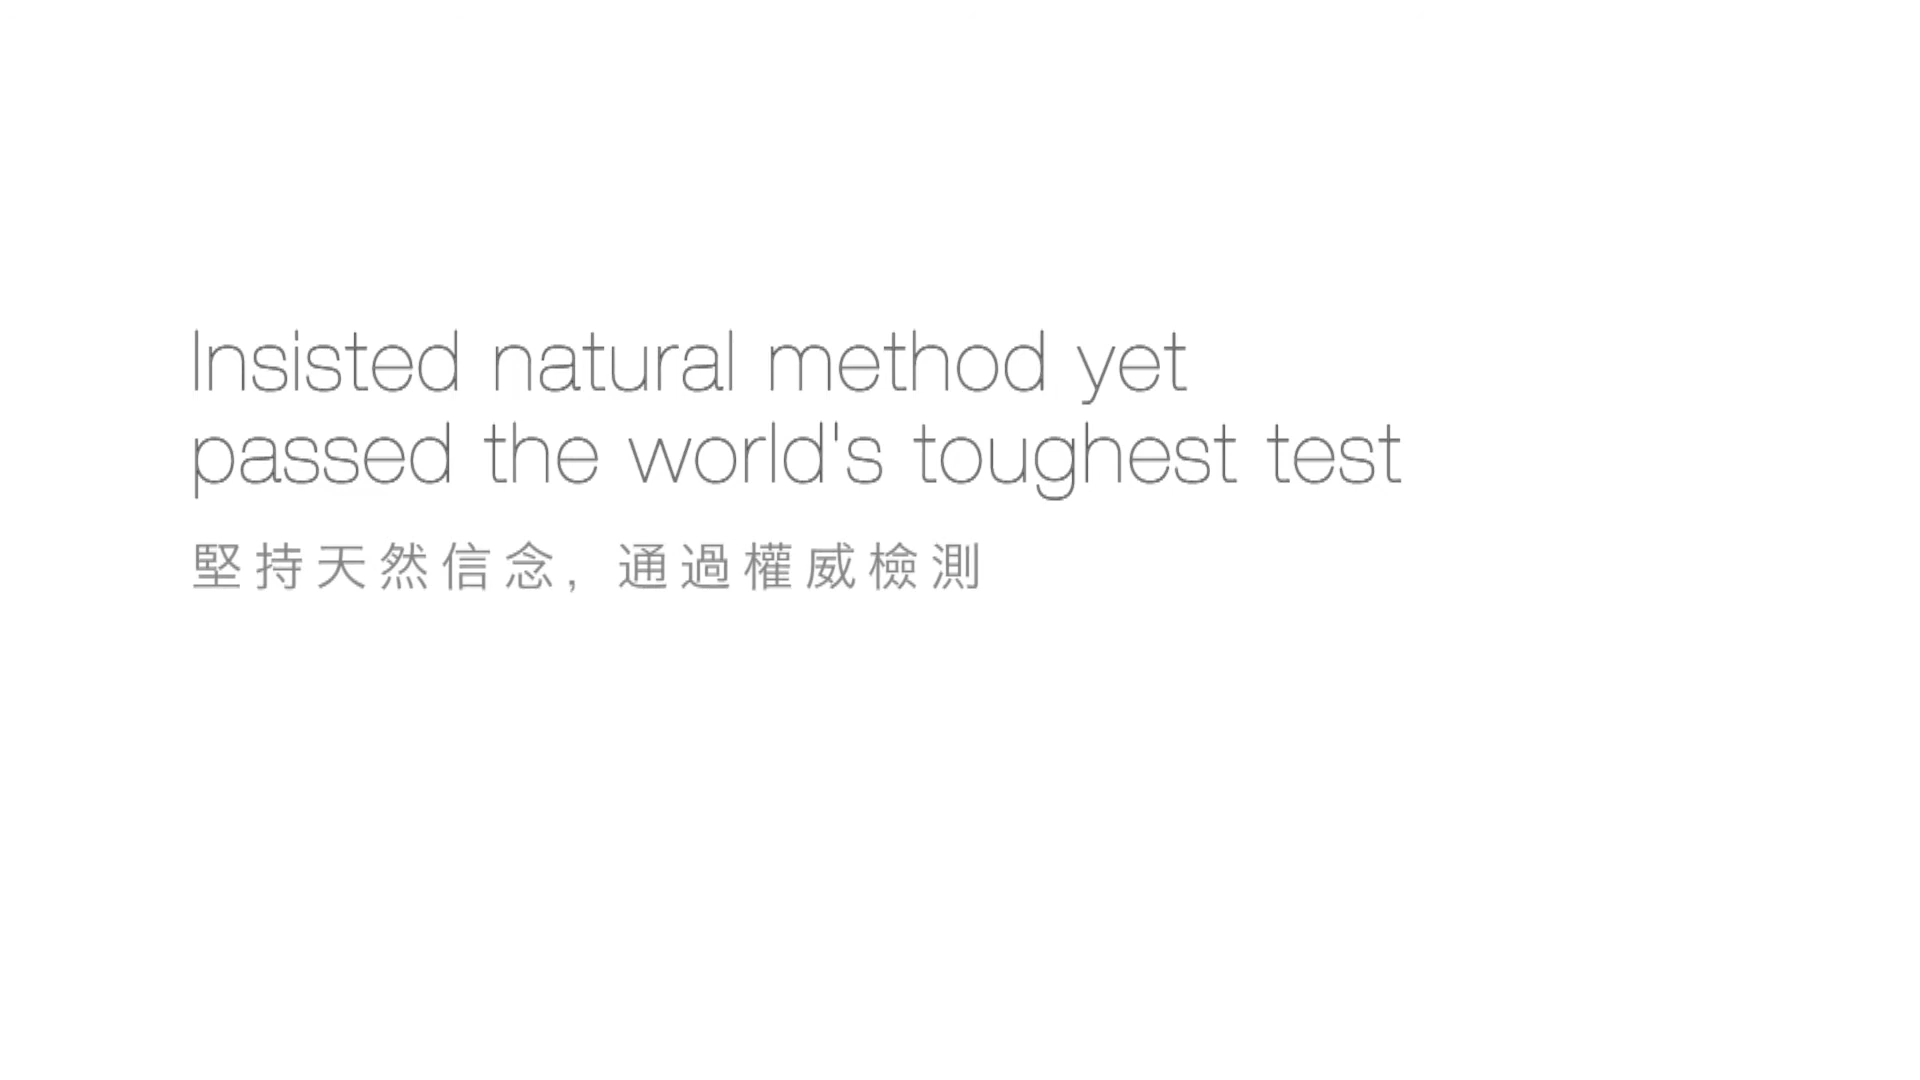 Insisted natural method yet
passed the world's toughest test
堅持天然信念, 通過權威檢測